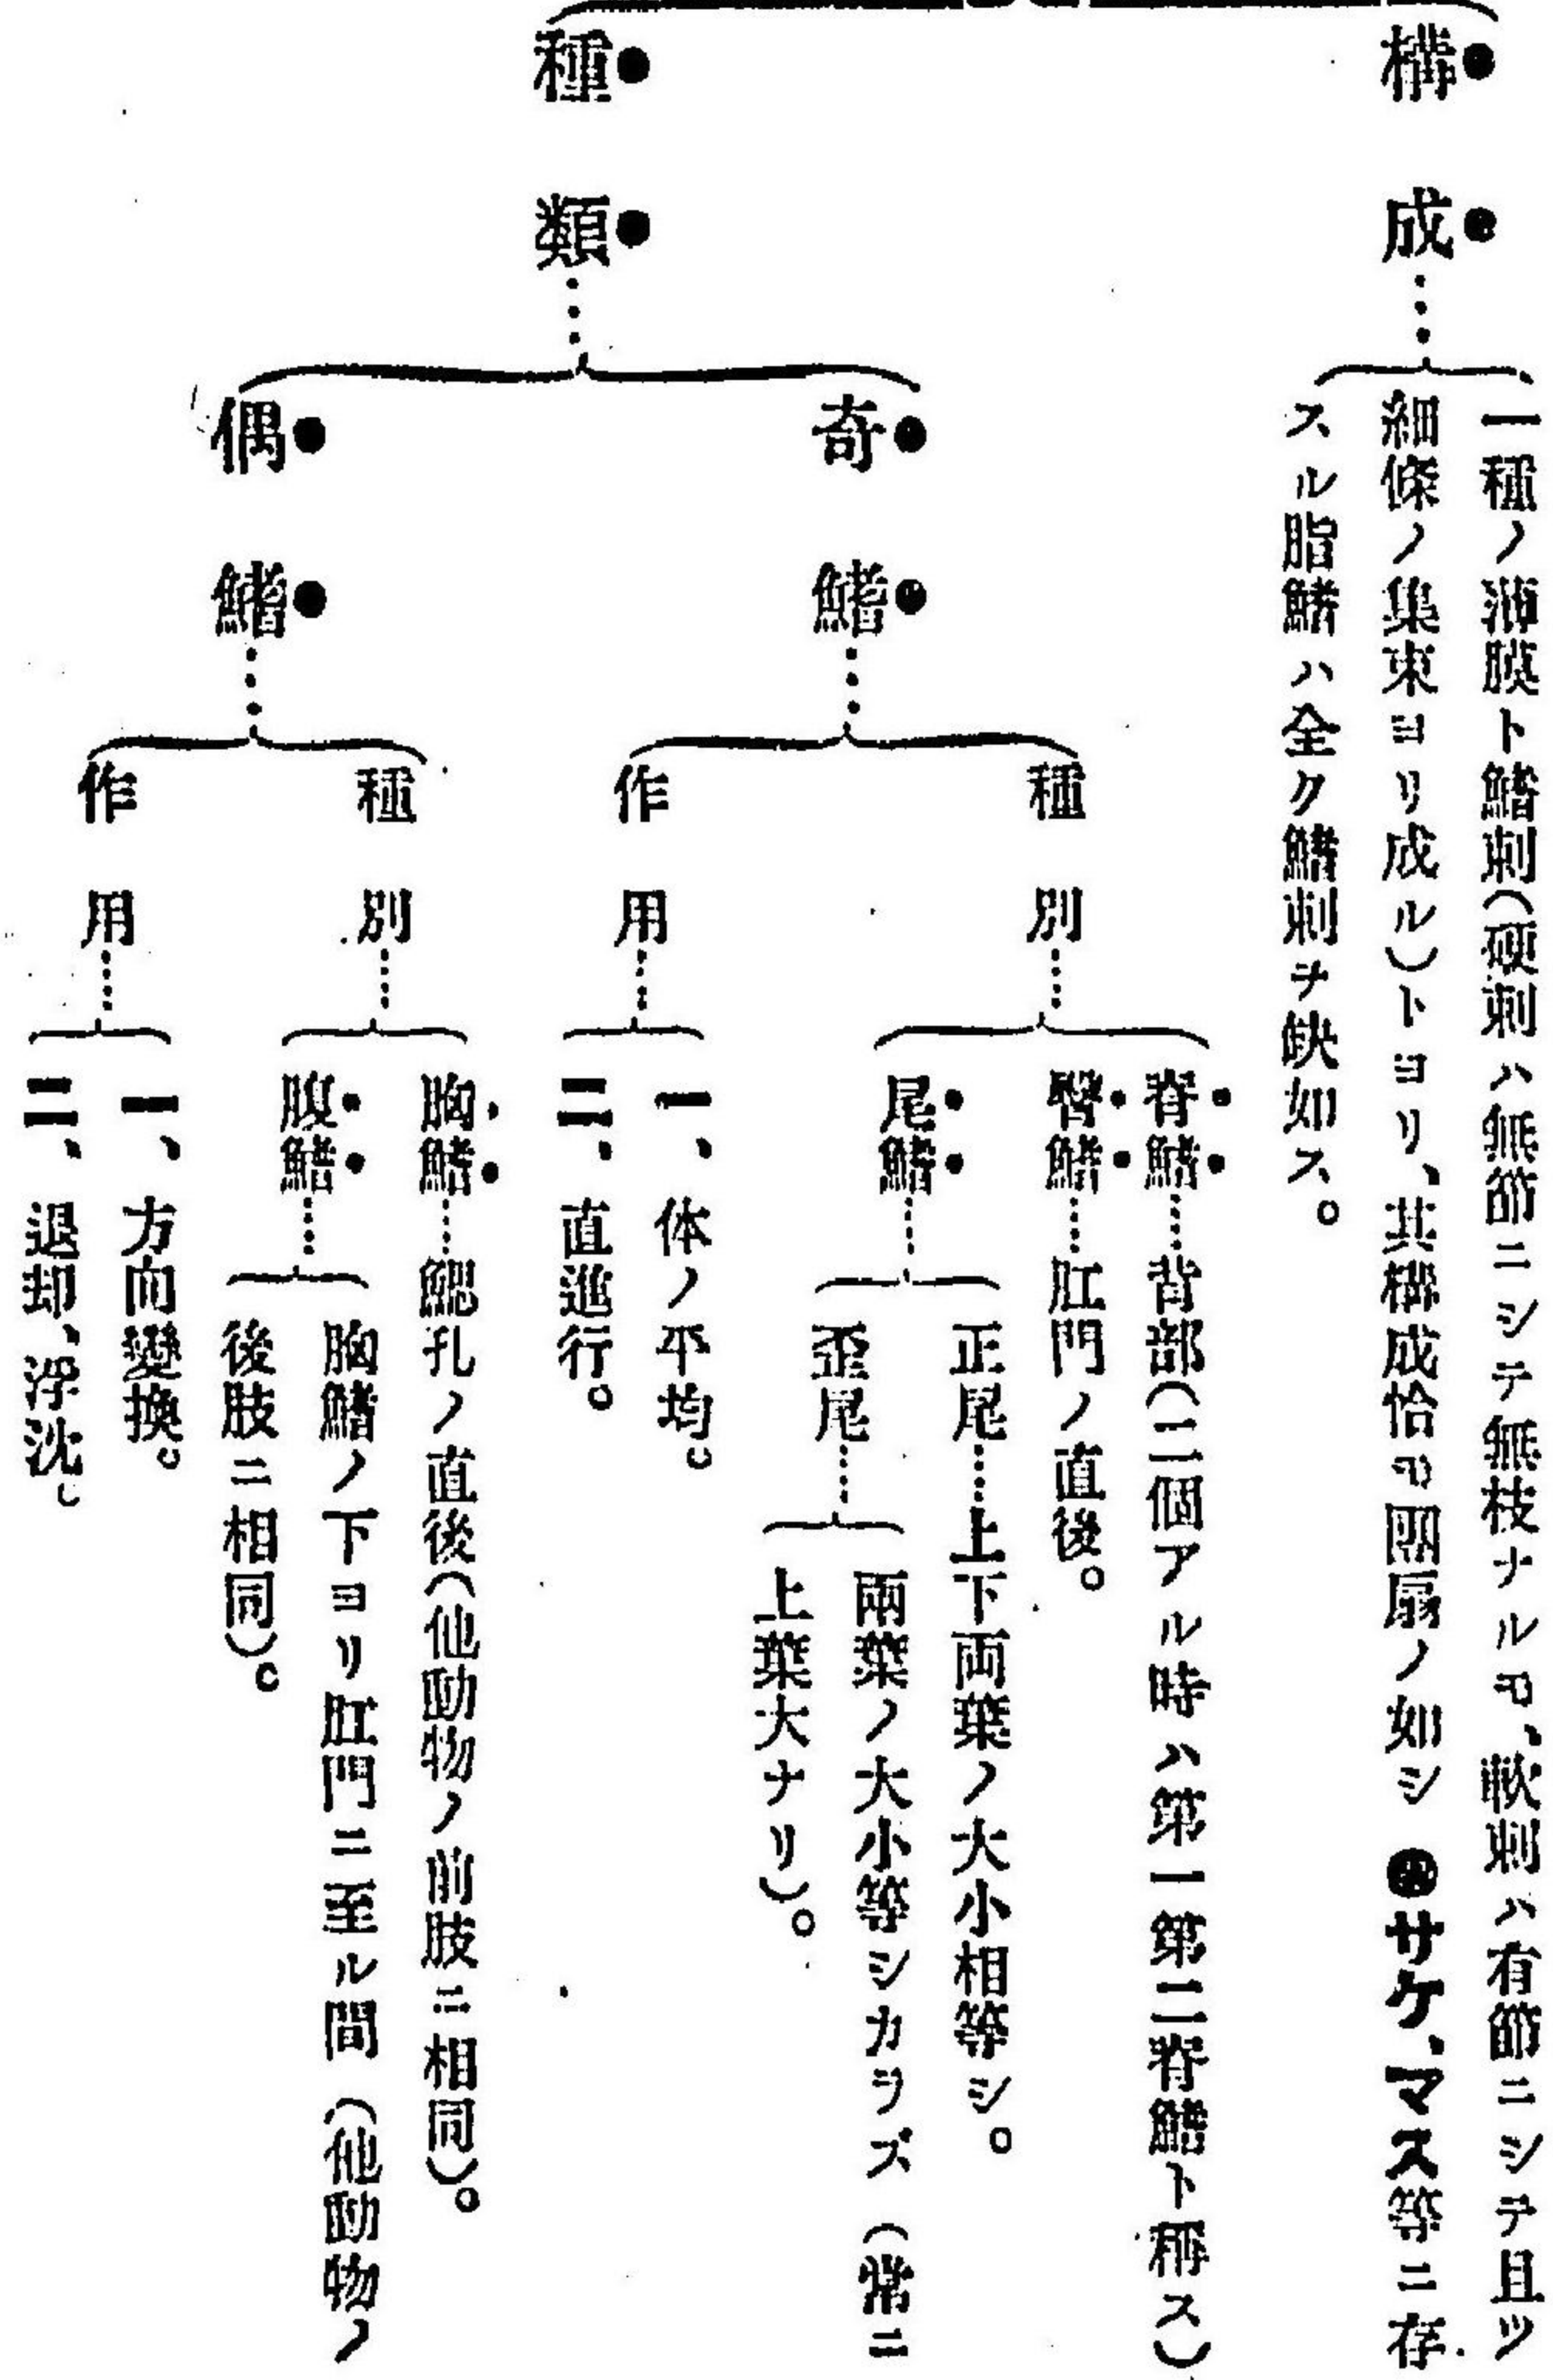 構成
一種ノ薄膜ト鰭刺(硬刺ハ無節ニシテ無枝ナルモ、軟刺ハ有節ニシテ且ツ
細條ノ集束ヨリ成ル)トヨリ、其構成恰モ團扇ノ如シ サケ、マス等ニ存
スル脂鰭ハ全ク鰭刺ヲ缺如ス。
種類
奇鰭
種別
脊鰭……背部(二個アル時ハ第一第二脊鰭ト稱ス)
臀鰭……肛門ノ直後。
尾鰭
正尾……上下両葉ノ大小相等シ。
歪尾
兩葉ノ大小等シカラズ(常ニ
上葉大ナリ)。
作用
一、体ノ平均。
二、直進行。
偶鰭
種別
胸鰭……鰓孔ノ直後(他動物ノ前肢ニ相同)。
腹鰭
胸鰭ノ下ヨリ肛門ニ至ル間(他動物ノ
後肢ニ相同)。
作用
一、方向變換。
二、退却、浮沈。